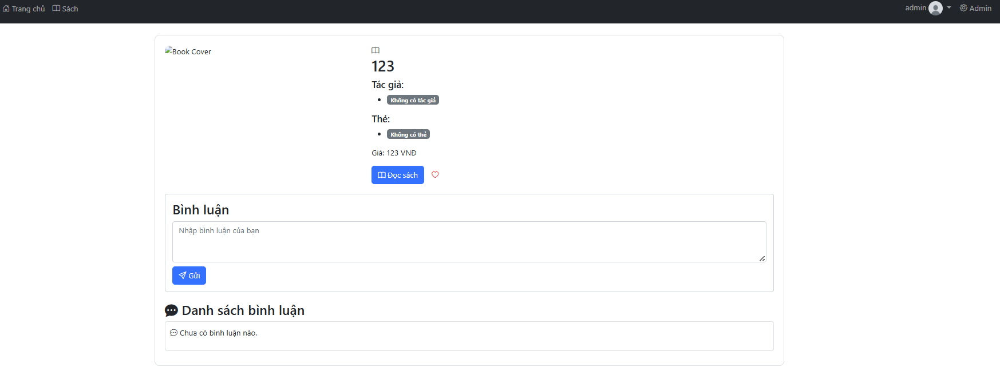 Trang chủ Sách admin Admin
Book Cover
123
Tác giả:
Không có tác giả
Thẻ:
Không có thẻ
Giá: 123 VNĐ
Đọc sách
Bình luận
Nhập bình luận của bạn
Gửi
Danh sách bình luận
Chưa có bình luận nào.